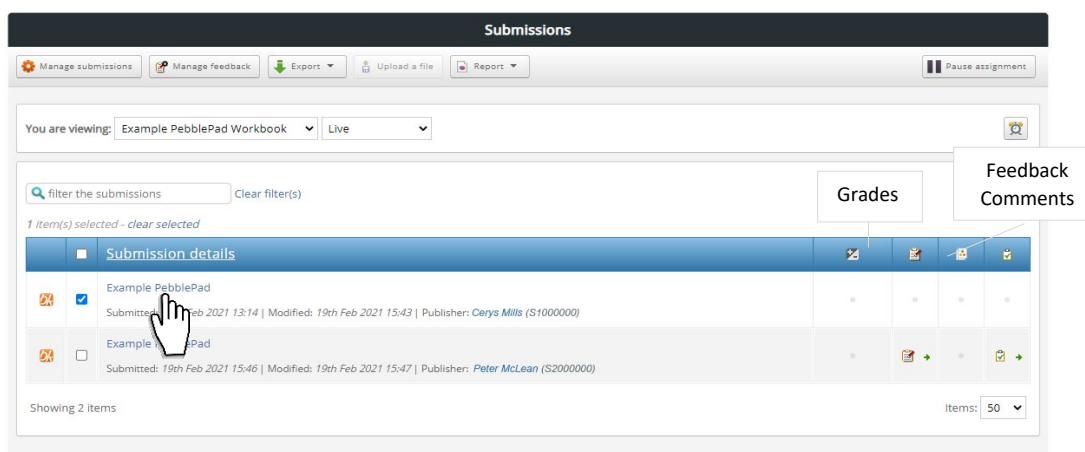 Submissions
Manage submissions Manage feedback Export Upload a file Report Pause assignment
You are viewing: Example PebblePad Workbook Live
Feedback
Comments
Grades
filter the submissions Clear filter(s)
1 item(s) selected - clear selected
Submission details
Example PebblePad
Submitted: Feb 2021 13:14 | Modified: 19th Feb 2021 15:43 | Publisher: Cerys Mills (S1000000)
Example
Submitted: 19th Feb 2021 15:46 | Modified: 19th Feb 2021 15:47 | Publisher: Peter McLean (S2000000)
Showing 2 items Items: 50